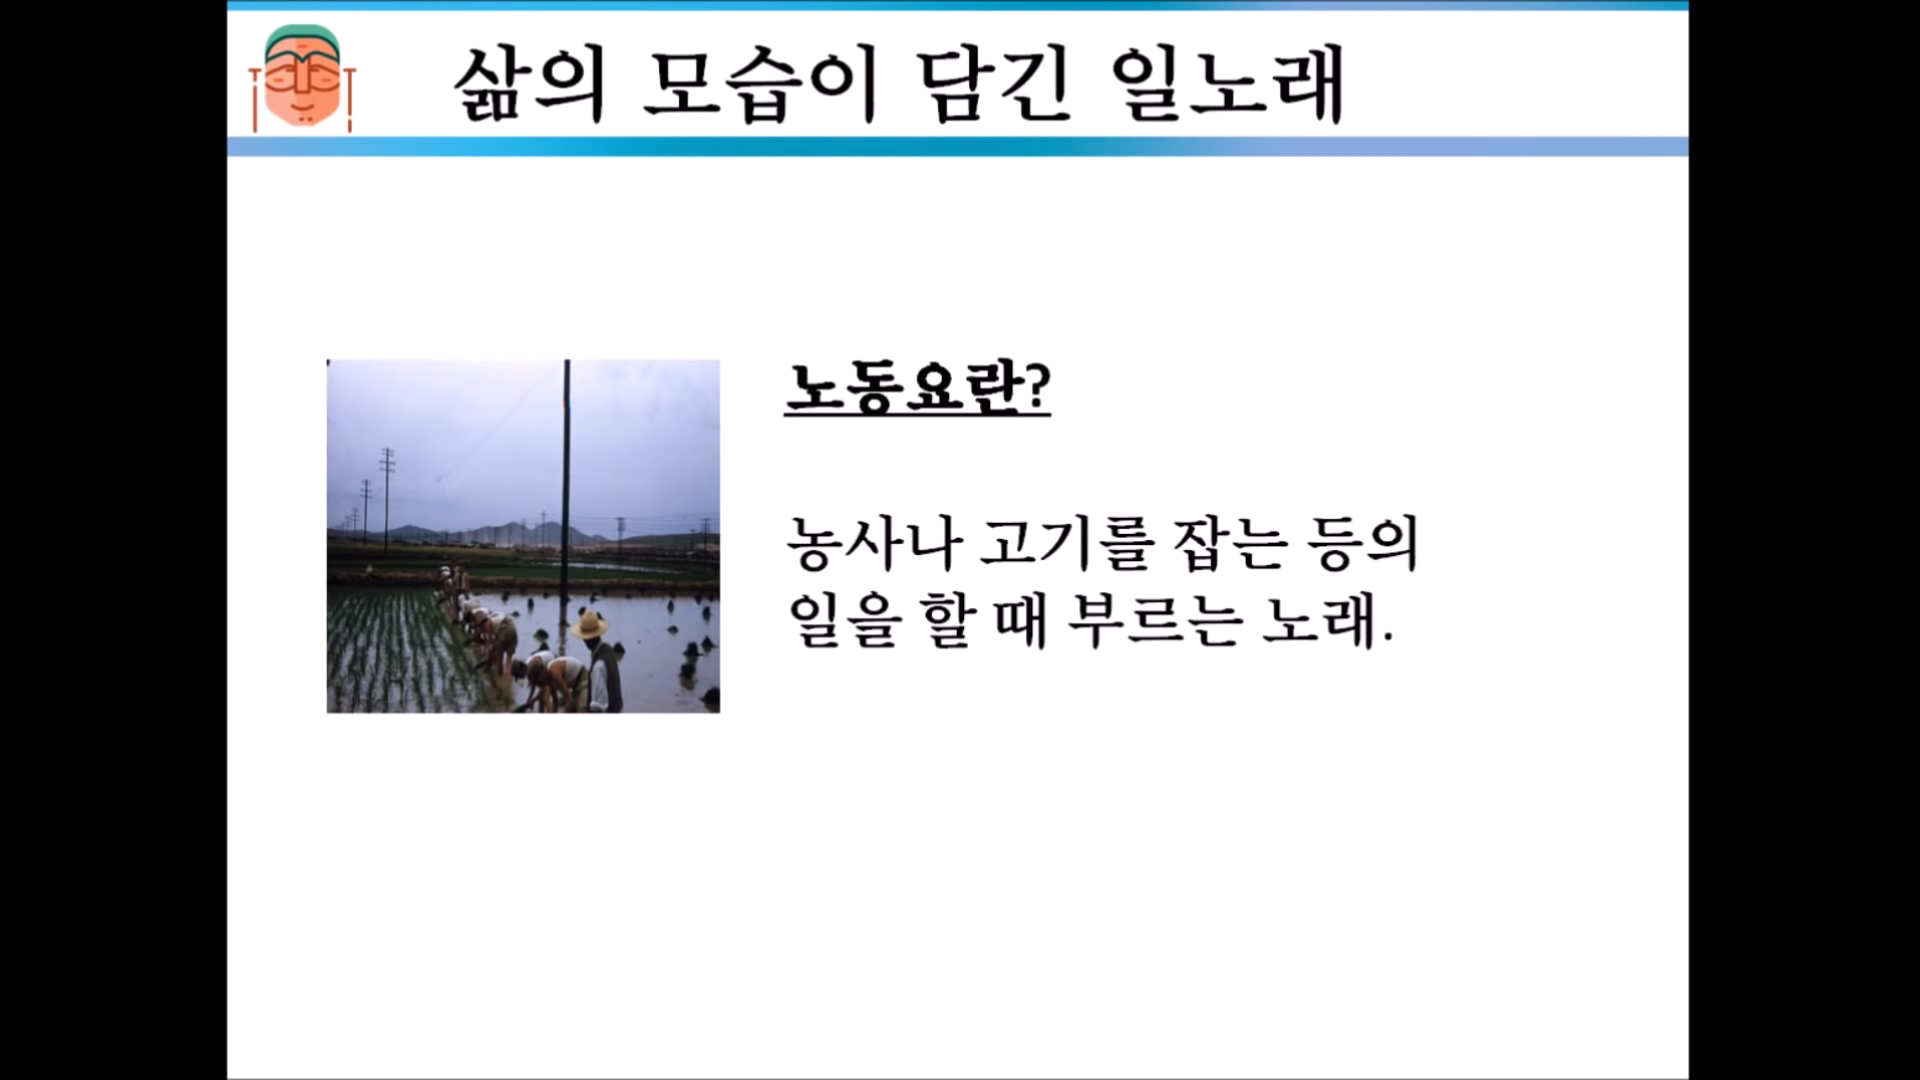 삶의 모습이 담긴 일노래
노동요란?
농사나 고기를 잡는 등의
일을 할 때 부르는 노래.